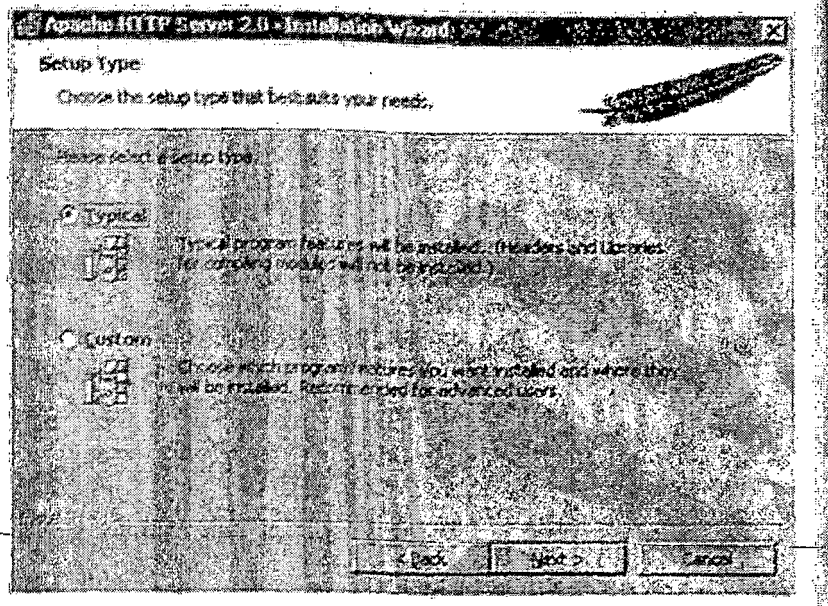 Apache HTTP Server 2.0 - Installation Wizard
Setup Type
Choose the setup type that best suits your needs.
Please select a setup type.
Typical
Typical program features will be installed. (Headers and Libraries
for compiling modules will not be installed.)
Custom
Choose which program features you want installed and where they
will be installed. Recommended for advanced users.
< Back
Next >
Cancel